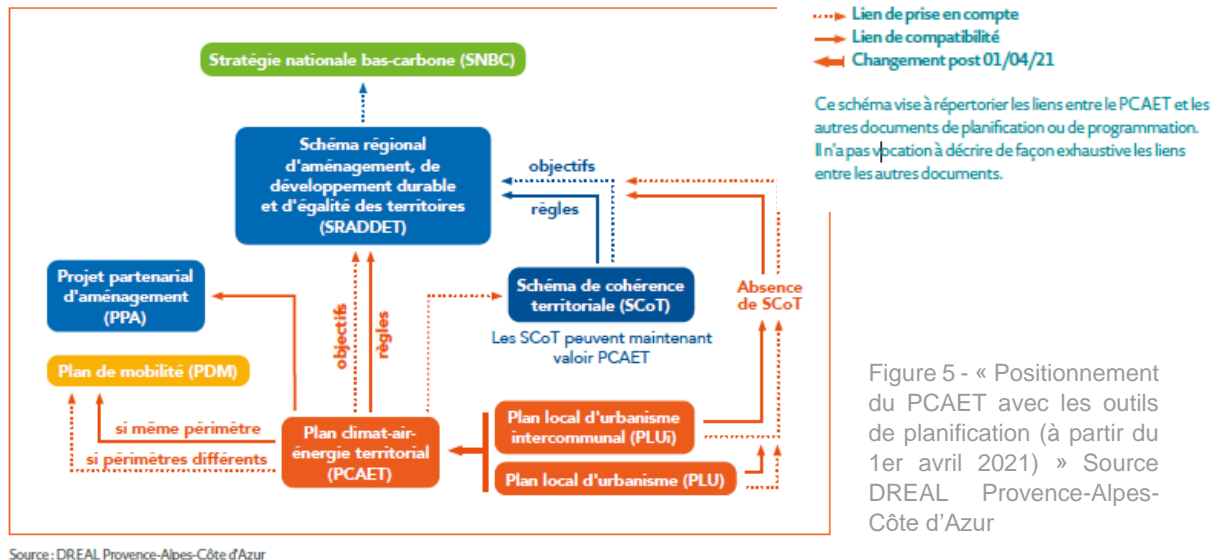 Stratégie nationale bas-carbone (SNBC)
Schéma régional
d'aménagement, de
développement durable
et d'égalité des territoires
(SRADDET)
objectifs
règles
Projet partenarial
d'aménagement
(PPA)
Schéma de cohérence
territoriale (SCoT)
Absence
de SCoT
Les SCoT peuvent maintenant
valoir PCAET
objectifs
règles
Plan de mobilité (PDM)
si même périmètre
si périmètres différents
Plan climat-air-
énergie territorial
(PCAET)
Plan local d'urbanisme
intercommunal (PLUi)
Plan local d'urbanisme (PLU)
Source : DREAL Provence-Alpes-Côte d'Azur
Lien de prise en compte
Lien de compatibilité
Changement post 01/04/21
Ce schéma vise à répertorier les liens entre le PCAET et les
autres documents de planification ou de programmation.
Il n'a pas vocation à décrire de façon exhaustive les liens
entre les autres documents.
Figure 5 - « Positionnement
du PCAET avec les outils
de planification (à partir du
1er avril 2021) » Source
DREAL Provence-Alpes-
Côte d'Azur